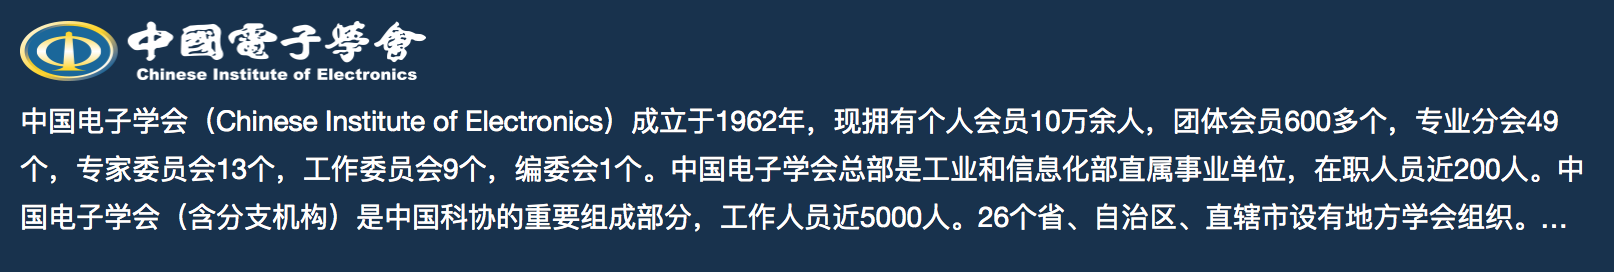 中國電子學會
Chinese Institute of Electronics
中国电子学会（Chinese Institute of Electronics）成立于1962年，现拥有个人会员10万余人，团体会员600多个，专业分会49
个，专家委员会13个，工作委员会9个，编委会1个。中国电子学会总部是工业和信息化部直属事业单位，在职人员近200人。中
国电子学会（含分支机构）是中国科协的重要组成部分，工作人员近5000人。26个省、自治区、直辖市设有地方学会组织。...